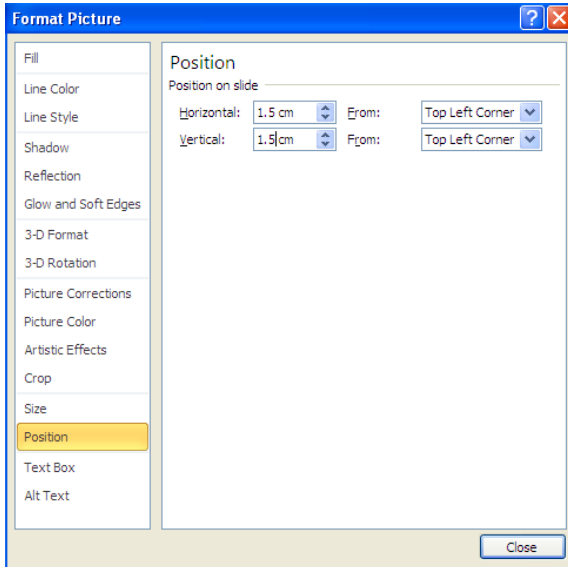 Format Picture
Fill
Line Color
Line Style
Shadow
Reflection
Glow and Soft Edges
3-D Format
3-D Rotation
Picture Corrections
Picture Color
Artistic Effects
Crop
Size
Position
Text Box
Alt Text
Position
Position on slide
Horizontal: 1.5 cm From: Top Left Corner
Vertical: 1.5 cm From: Top Left Corner
Close